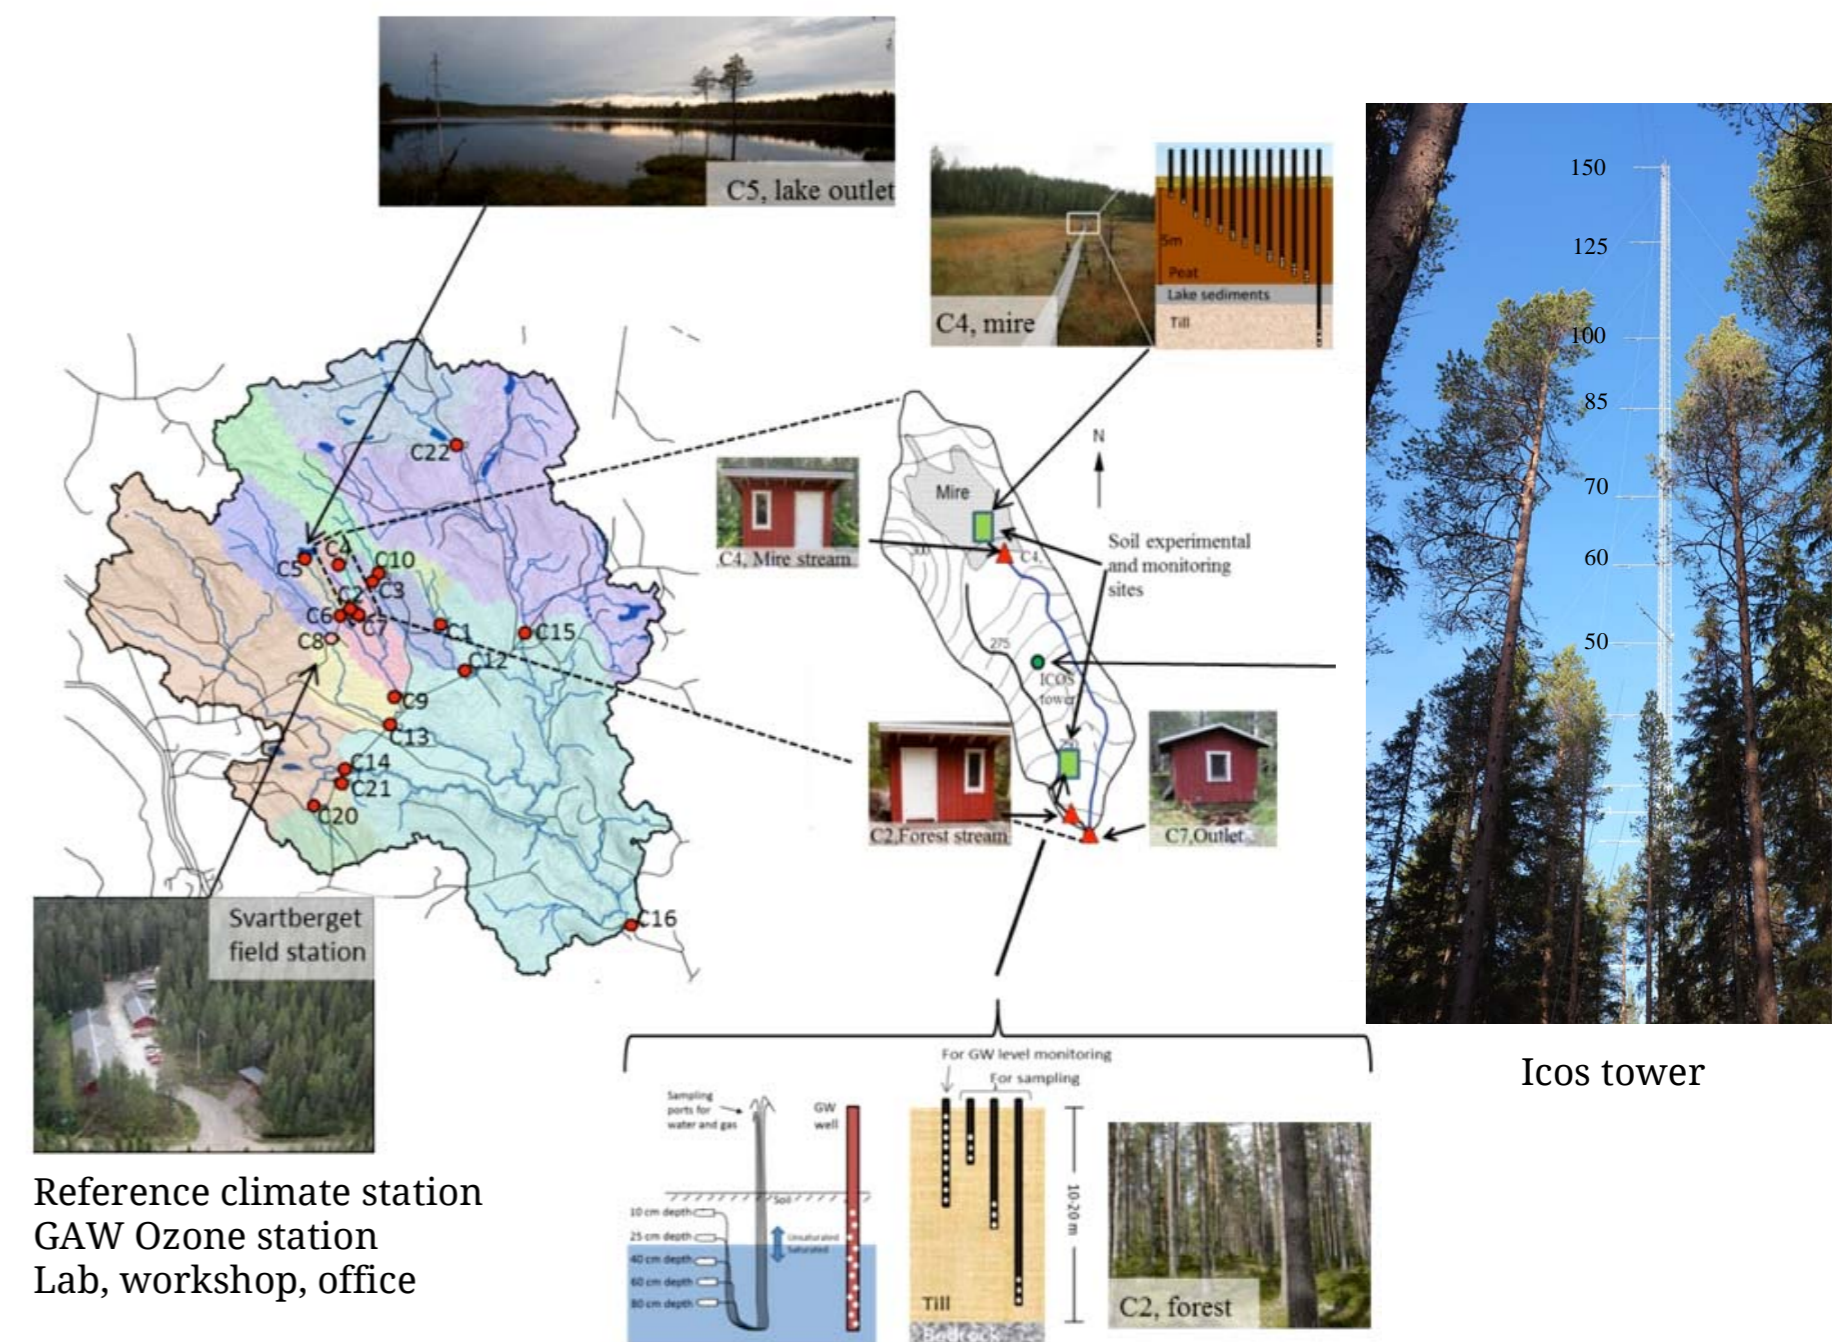 C5, lake outlet
C4, mire
5m
Peat
Lake sediments
Till
150
125
100
85
70
60
50
Icos tower
C22
C4
C5
C10
C3
C2
C6
C7
C8
C1
C15
C12
C9
C13
C14
C21
C20
C16
N
Mire
C4, Mire stream
300
C4,
Soil experimental
and monitoring
sites
275
ICOS
tower
C2,Forest stream
C7,Outlet
Svartberget
field station
Reference climate station
GAW Ozone station
Lab, workshop, office
For GW level monitoring
For sampling
Sampling
ports for
water and gas
GW
well
Soil
10 cm depth
25 cm depth
40 cm depth
60 cm depth
80 cm depth
Unsaturated
Saturated
Till
Bedrock
10-20 m
C2, forest